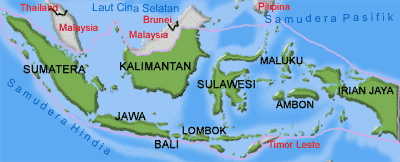 Thailand
Laut Cina Selatan
Pilipina
Brunei
Samudera Pasifik
Malaysia
Malaysia
MALUKU
KALIMANTAN
SUMATERA
SULAWESI
IRIAN JAYA
AMBON
Samudera Hindia
JAWA
LOMBOK
BALI
Timor Leste